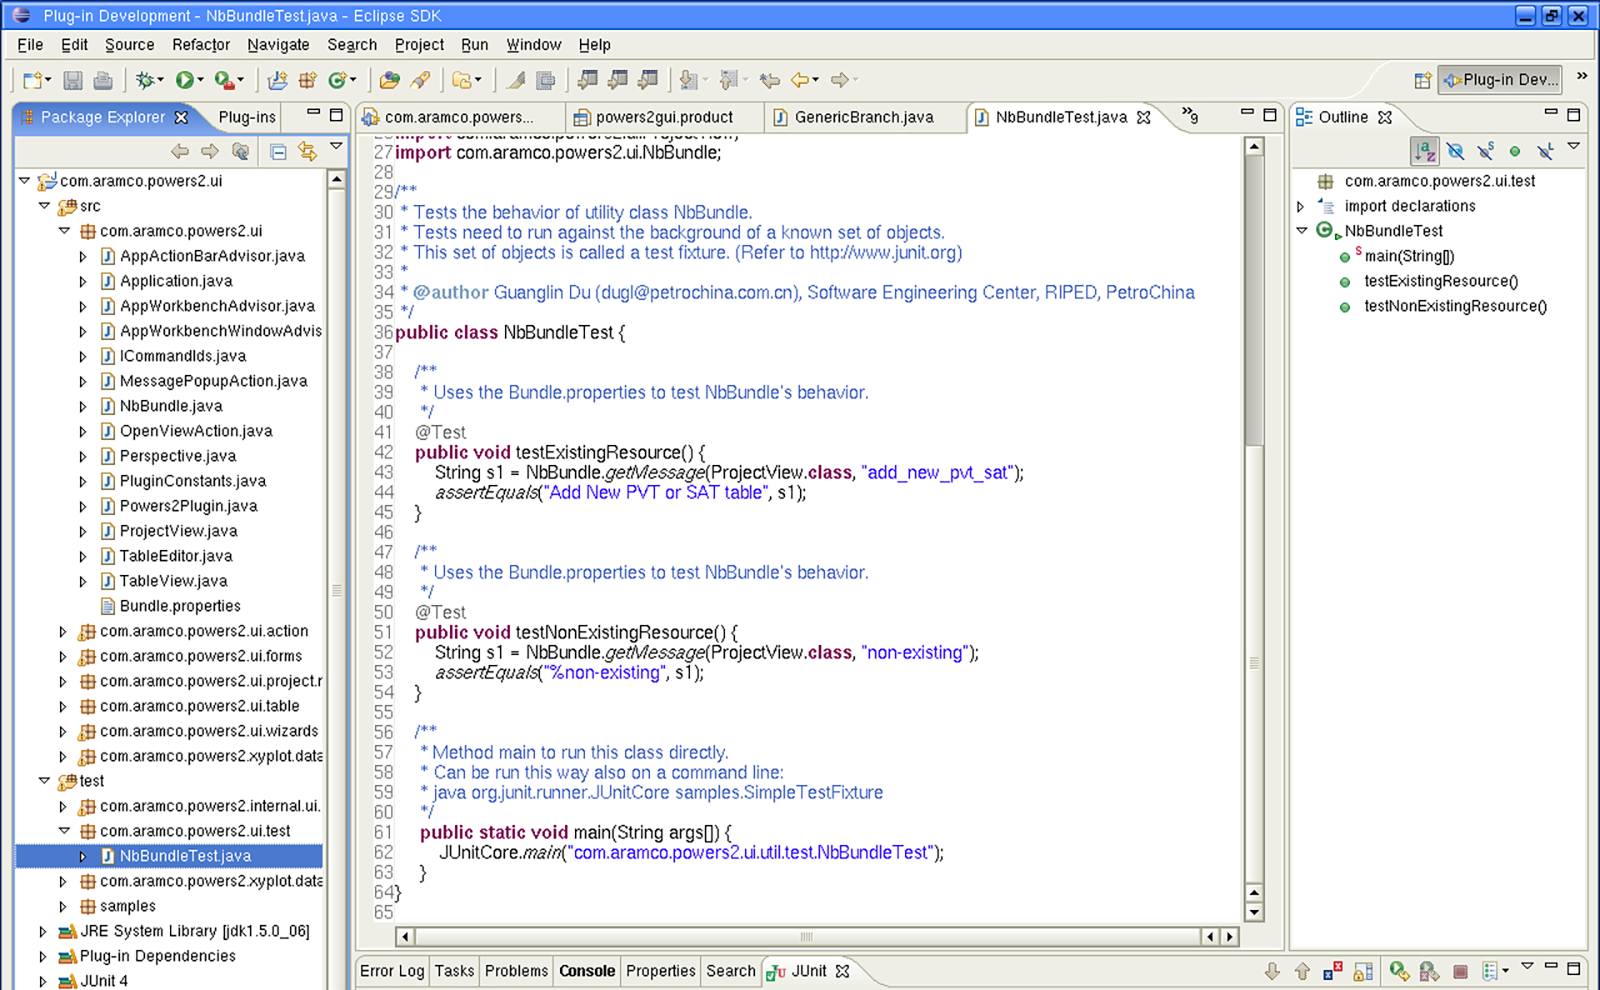 Plug-in Development - NbBundleTest.java - Eclipse SDK
File Edit Source Refactor Navigate Search Project Run Window Help
Plug-in Dev... »
Package Explorer Plug-ins
com.aramco.powers2.ui
src
com.aramco.powers2.ui
AppActionBarAdvisor.java
Application.java
AppWorkbenchAdvisor.java
AppWorkbenchWindowAdvis
ICommandIds.java
MessagePopupAction.java
NbBundle.java
OpenViewAction.java
Perspective.java
PluginConstants.java
Powers2Plugin.java
ProjectView.java
TableEditor.java
TableView.java
Bundle.properties
com.aramco.powers2.ui.action
com.aramco.powers2.ui.forms
com.aramco.powers2.ui.project.r
com.aramco.powers2.ui.table
com.aramco.powers2.ui.wizards
com.aramco.powers2.xyplot.data
test
com.aramco.powers2.internal.ui.
com.aramco.powers2.ui.test
NbBundleTest.java
com.aramco.powers2.xyplot.data
samples
JRE System Library [jdk1.5.0_06]
Plug-in Dependencies
JUnit 4
com.aramco.powers... powers2gui.product GenericBranch.java NbBundleTest.java »9
27 import com.aramco.powers2.ui.NbBundle;
28
29 /**
30 * Tests the behavior of utility class NbBundle.
31 * Tests need to run against the background of a known set of objects.
32 * This set of objects is called a test fixture. (Refer to http://www.junit.org)
33 *
34 * @author Guanglin Du (dugl@petrochina.com.cn), Software Engineering Center, RIPED, PetroChina
35 */
36 public class NbBundleTest {
37
38 /**
39 * Uses the Bundle.properties to test NbBundle's behavior.
40 */
41 @Test
42 public void testExistingResource() {
43 String s1 = NbBundle.getMessage(ProjectView.class, "add_new_pvt_sat");
44 assertEquals("Add New PVT or SAT table", s1);
45 }
46
47 /**
48 * Uses the Bundle.properties to test NbBundle's behavior.
49 */
50 @Test
51 public void testNonExistingResource() {
52 String s1 = NbBundle.getMessage(ProjectView.class, "non-existing");
53 assertEquals("%non-existing", s1);
54 }
55
56 /**
57 * Method main to run this class directly.
58 * Can be run this way also on a command line:
59 * java org.junit.runner.JUnitCore samples.SimpleTestFixture
60 */
61 public static void main(String args[]) {
62 JUnitCore.main("com.aramco.powers2.ui.util.test.NbBundleTest");
63 }
64 }
65
Outline
com.aramco.powers2.ui.test
import declarations
NbBundleTest
main(String[])
testExistingResource()
testNonExistingResource()
Error Log Tasks Problems Console Properties Search JUnit